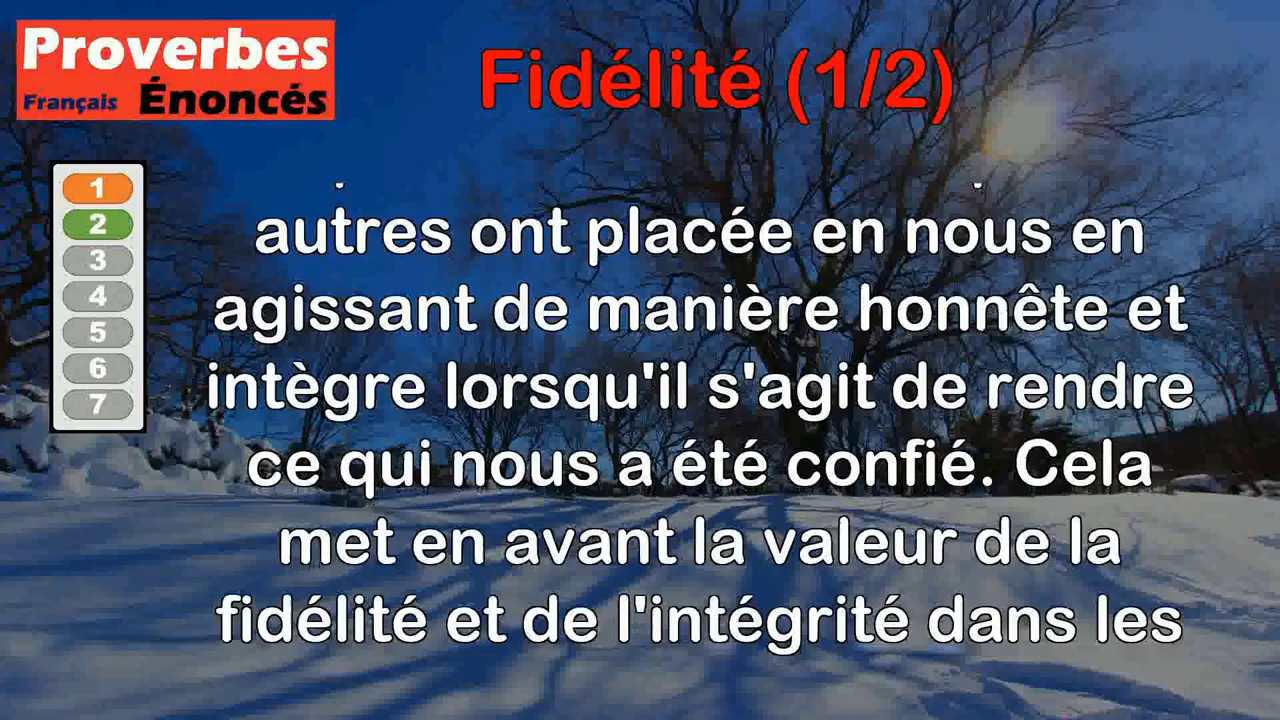 Proverbes
Français Énoncés
Fidélité (1/2)
1
2
3
4
5
6
7
autres ont placée en nous en
agissant de manière honnête et
intègre lorsqu'il s'agit de rendre
ce qui nous a été confié. Cela
met en avant la valeur de la
fidélité et de l'intégrité dans les